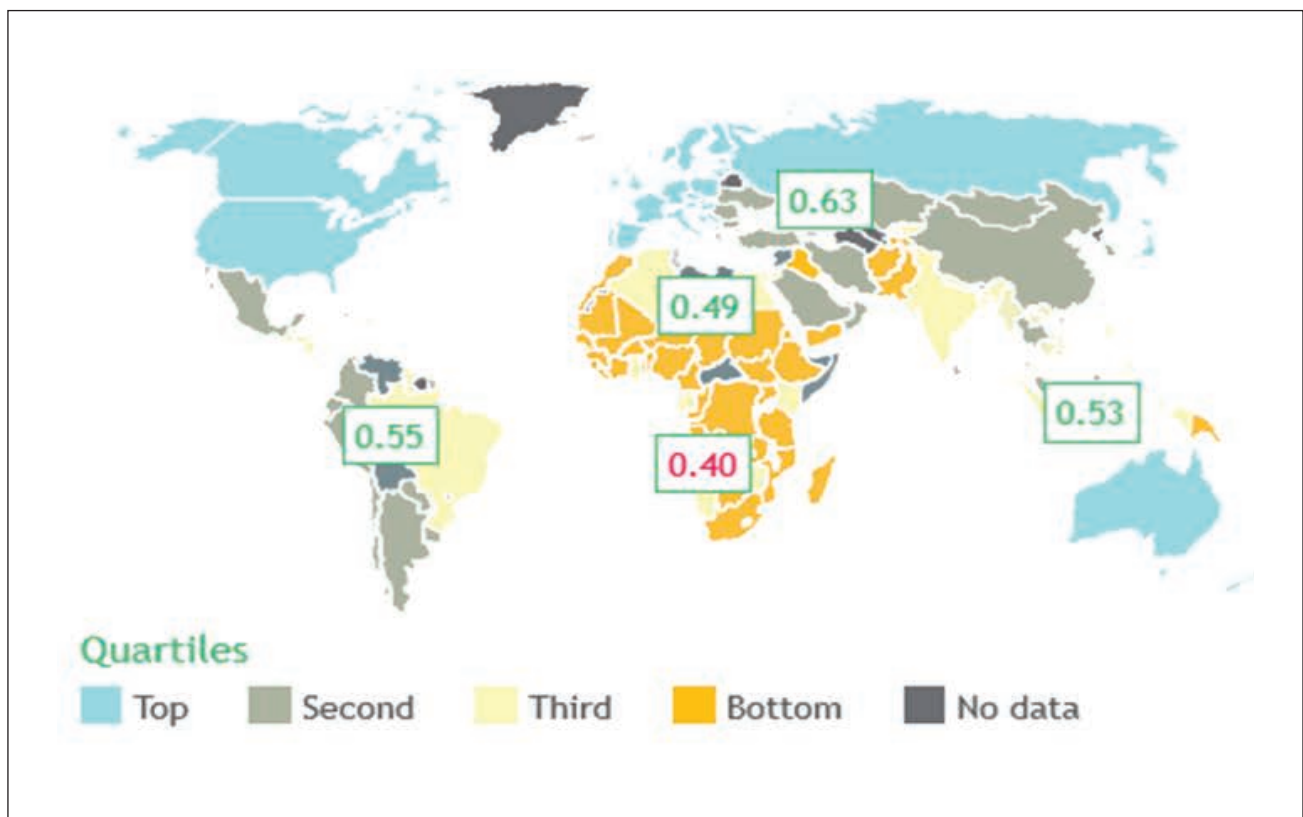 0.63
0.49
0.53
0.55
0.40
Quartiles
Top
Second
Third
Bottom
No data